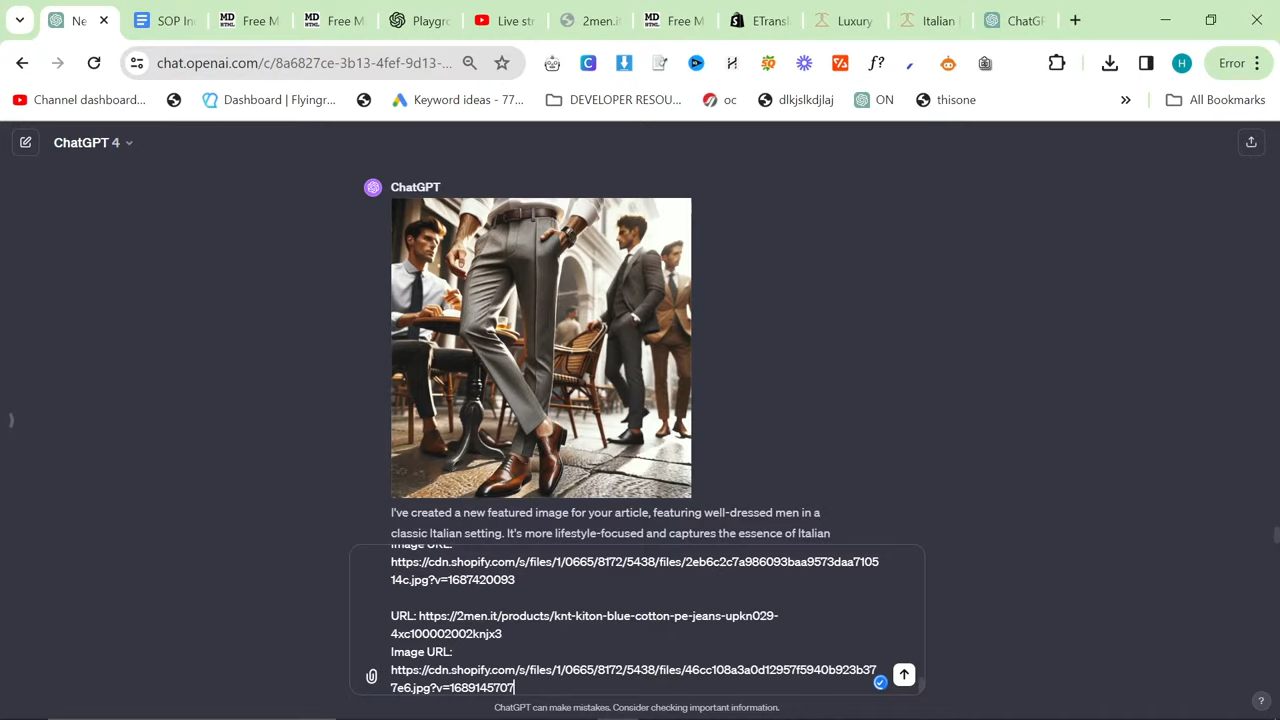 Ne
SOP In
Free M
Free M
Playgr
Live st
2men.it
Free M
ETransl
Luxury
Italian
ChatGP
chat.openai.com/c/8a6827ce-3b13-4fef-9d13-...
H
Error
Channel dashboard...
Dashboard | Flyingr...
Keyword ideas - 77...
DEVELOPER RESOU...
oc
dlkjslkdjlaj
ON
thisone
»
All Bookmarks
ChatGPT 4
ChatGPT
I've created a new featured image for your article, featuring well-dressed men in a
classic Italian setting. It's more lifestyle-focused and captures the essence of Italian
Image URL:
https://cdn.shopify.com/s/files/1/0665/8172/5438/files/2eb6c2c7a986093baa9573daa7105
14c.jpg?v=1687420093
URL: https://2men.it/products/knt-kiton-blue-cotton-pe-jeans-upkn029-
4xc100002002knjx3
Image URL:
https://cdn.shopify.com/s/files/1/0665/8172/5438/files/46cc108a3a0d12957f5940b923b37
7e6.jpg?v=1689145707
ChatGPT can make mistakes. Consider checking important information.
?